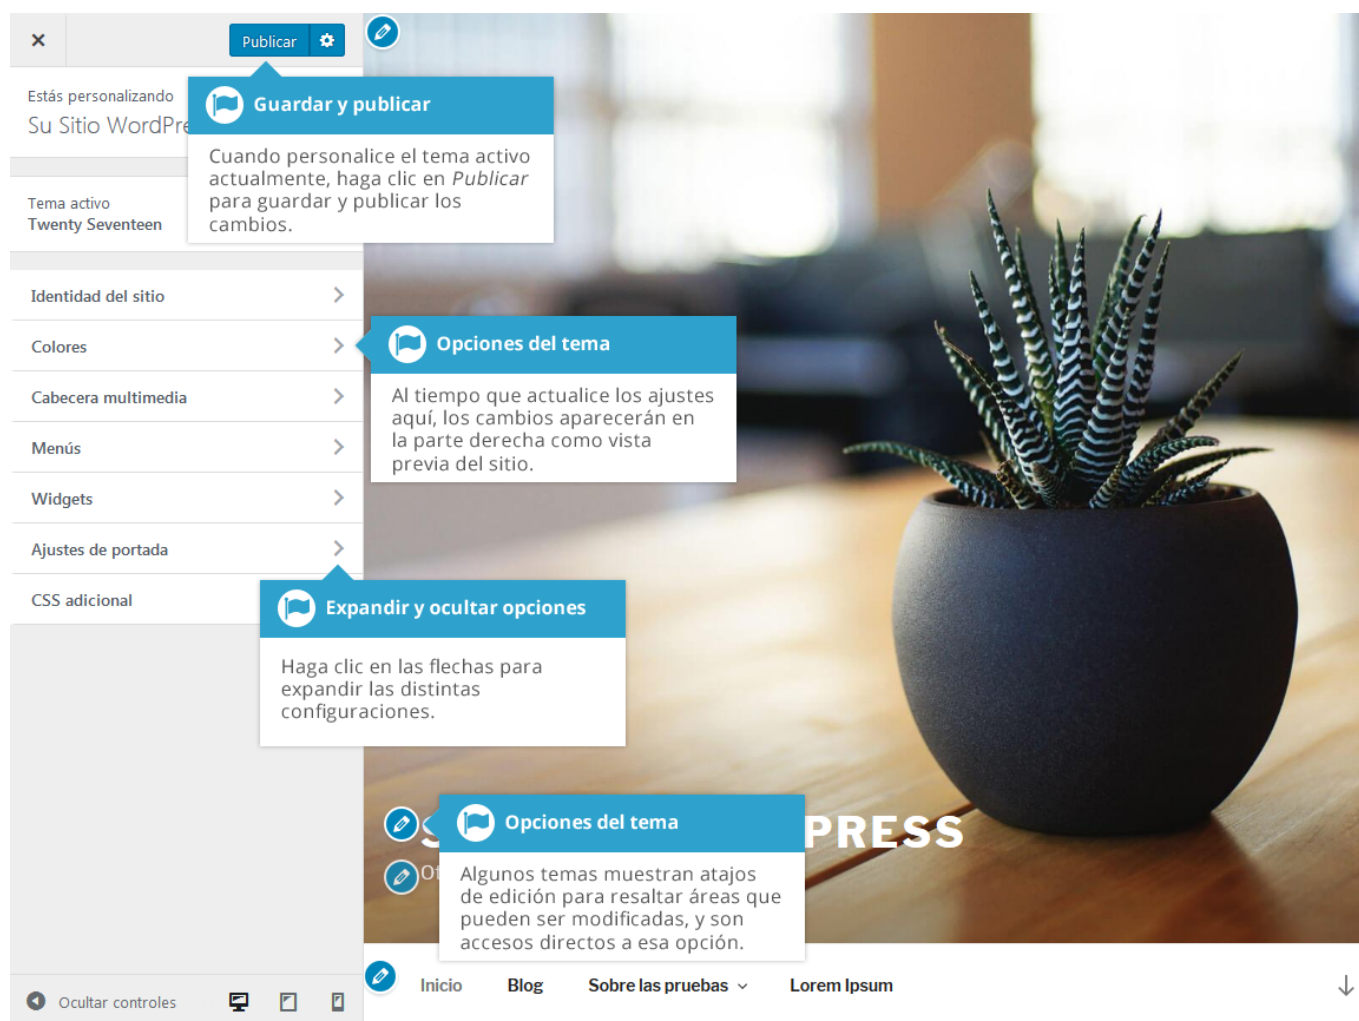 Publicar
Estás personalizando
Su Sitio WordPre
Guardar y publicar
Cuando personalice el tema activo
actualmente, haga clic en Publicar
para guardar y publicar los
cambios.
Tema activo
Twenty Seventeen
Identidad del sitio
Colores
Cabecera multimedia
Menús
Widgets
Ajustes de portada
CSS adicional
Opciones del tema
Al tiempo que actualice los ajustes
aquí, los cambios aparecerán en
la parte derecha como vista
previa del sitio.
Expandir y ocultar opciones
Haga clic en las flechas para
expandir las distintas
configuraciones.
PRESS
Opciones del tema
Algunos temas muestran atajos
de edición para resaltar áreas que
pueden ser modificadas, y son
accesos directos a esa opción.
Ocultar controles
Inicio Blog Sobre las pruebas Lorem Ipsum